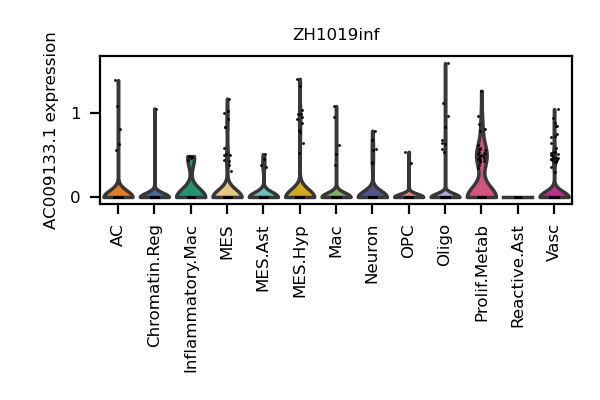 ZH1019inf
AC009133.1 expression
1
0
AC
Chromatin.Reg
Inflammatory.Mac
MES
MES.Ast
MES.Hyp
Mac
Neuron
OPC
Oligo
Prolif.Metab
Reactive.Ast
Vasc